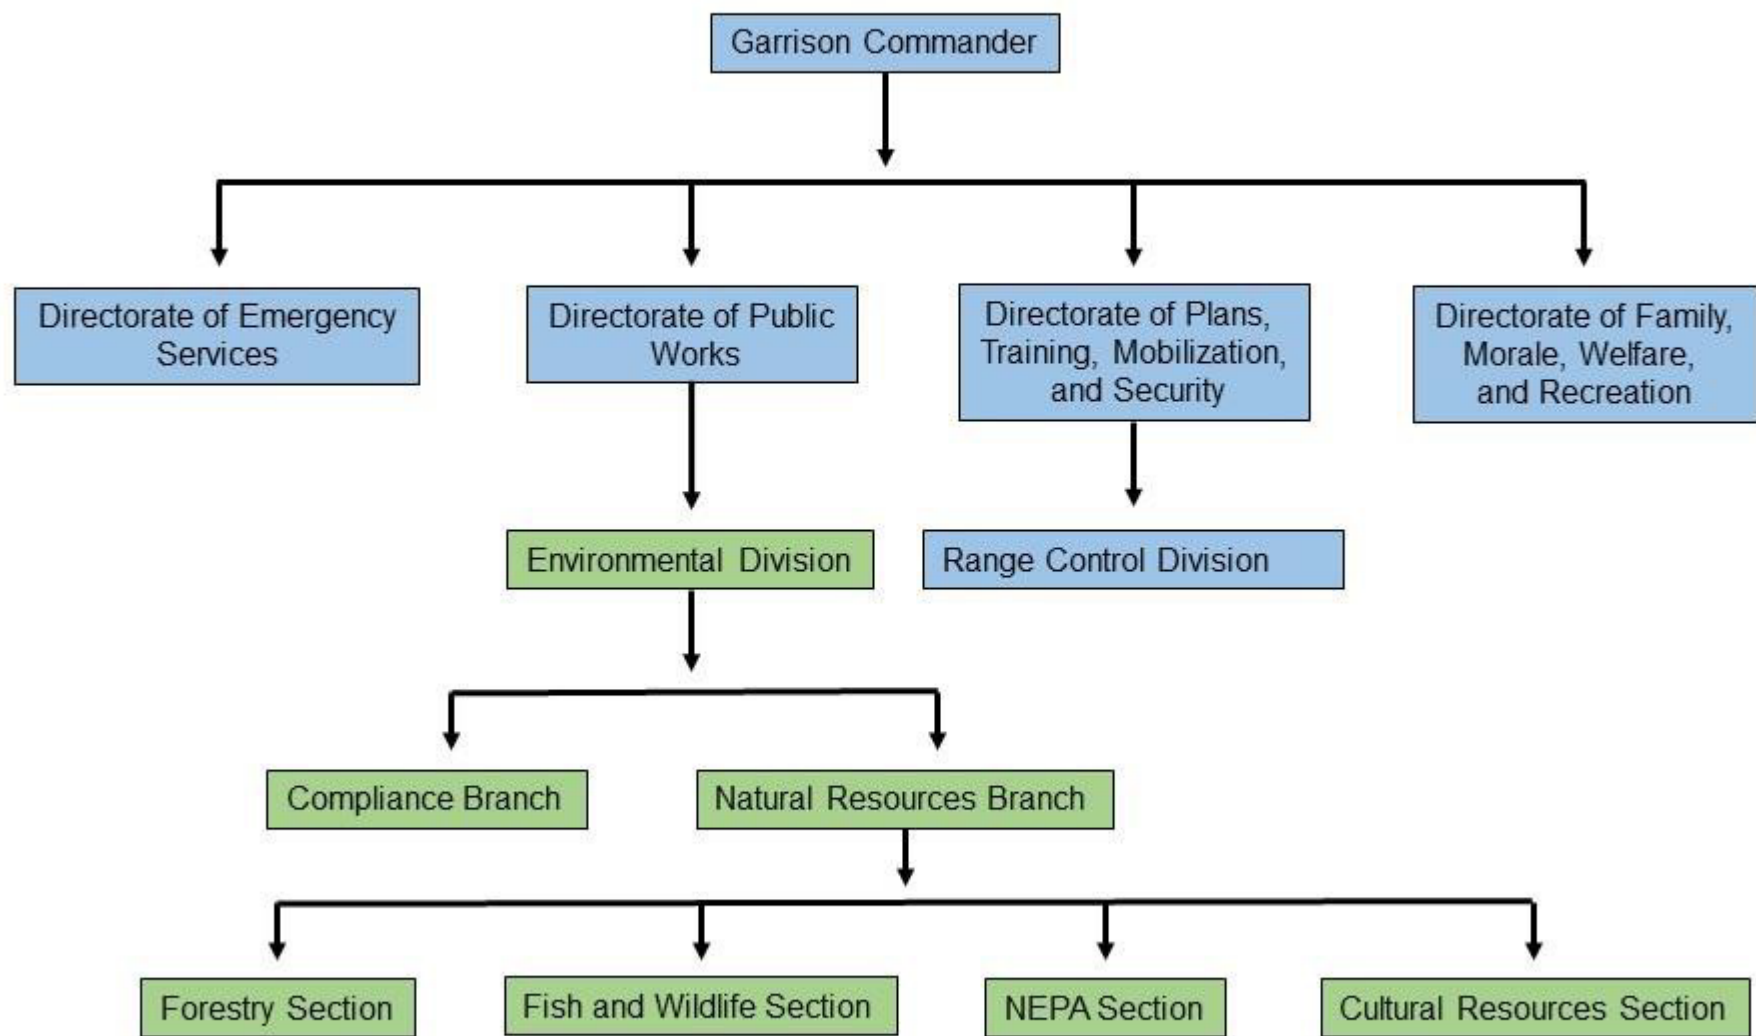 Garrison Commander
Directorate of Emergency
Services
Directorate of Public
Works
Directorate of Plans,
Training, Mobilization,
and Security
Directorate of Family,
Morale, Welfare,
and Recreation
Environmental Division
Range Control Division
Compliance Branch
Natural Resources Branch
Forestry Section
Fish and Wildlife Section
NEPA Section
Cultural Resources Section